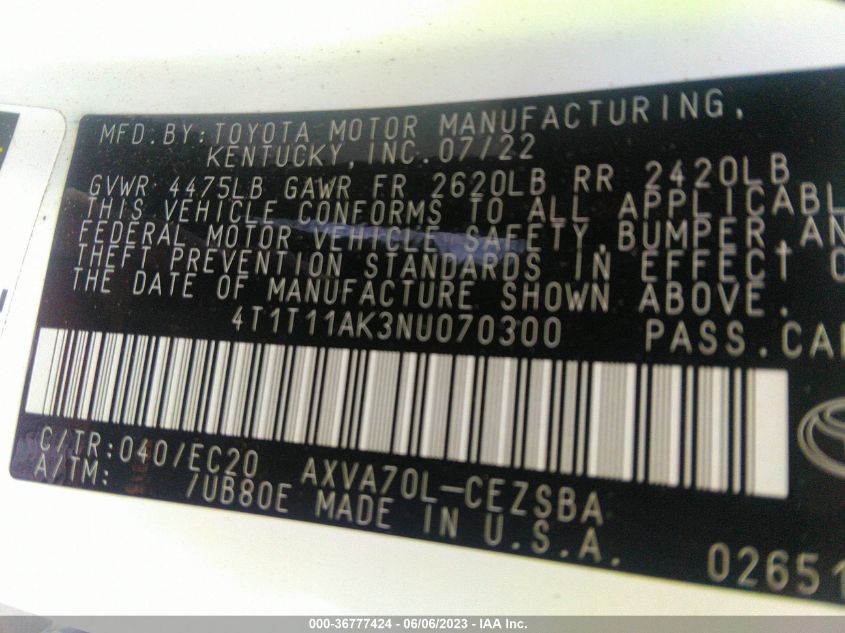 MFD.BY:TOYOTA MOTOR MANUFACTURING,
KENTUCKY,INC.07/22
GVWR 4475LB GAWR FR 2620LB RR 2420LB
THIS VEHICLE CONFORMS TO ALL APPLICABL
FEDERAL MOTOR VEHICLE SAFETY,BUMPER,AN
THEFT PREVENTION STANDARDS IN EFFECT O
THE DATE OF MANUFACTURE SHOWN ABOVE.
4T1T11AK3NU070300 PASS.CAR
C/TR:040/EC20 AXVA70L-CEZSBA
A/TM: /UB80E MADE IN U.S.A.
02651
000-36777424 - 06/06/2023 - IAA Inc.